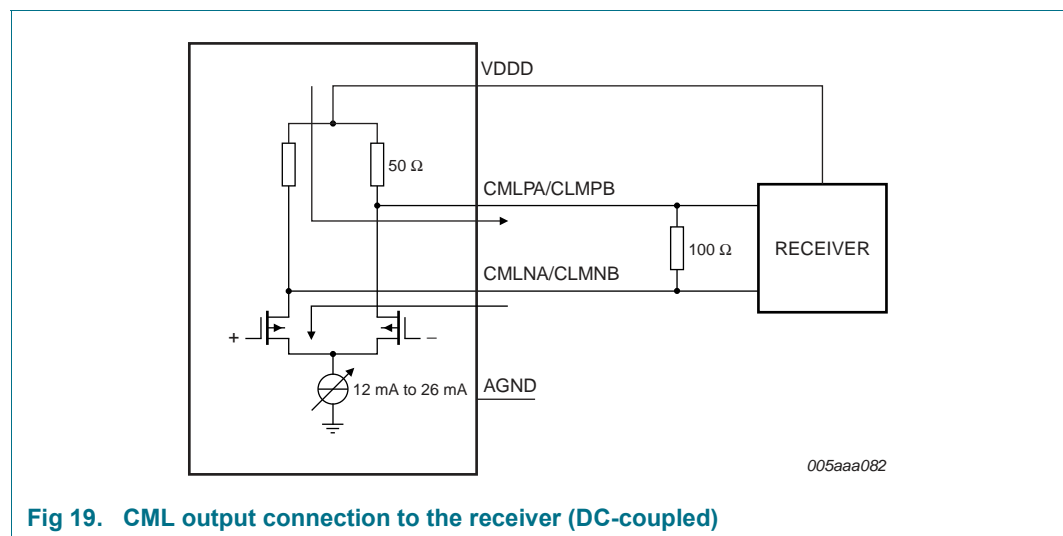 VDDD
50 Ω
CMLPA/CLMPB
100 Ω
RECEIVER
CMLNA/CLMNB
+
−
12 mA to 26 mA
AGND
005aaa082
Fig 19. CML output connection to the receiver (DC-coupled)